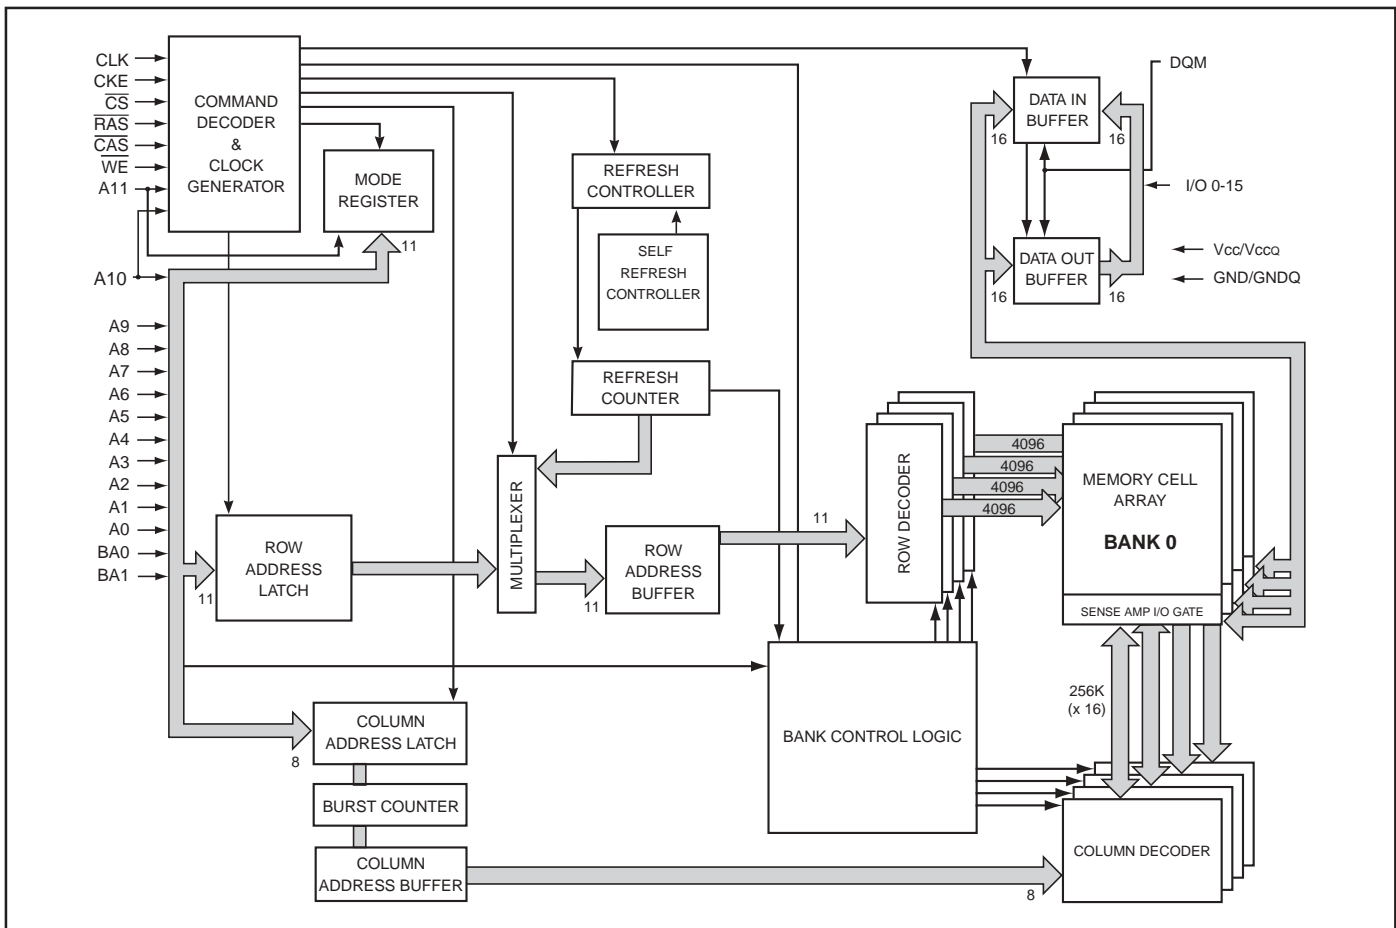 CLK
CKE
CS
RAS
CAS
WE
A11
A10
A9
A8
A7
A6
A5
A4
A3
A2
A1
A0
BA0
BA1
COMMAND
DECODER
&
CLOCK
GENERATOR
MODE
REGISTER
11
REFRESH
CONTROLLER
SELF
REFRESH
CONTROLLER
REFRESH
COUNTER
DATA IN
BUFFER
16
16
DQM
I/O 0-15
DATA OUT
BUFFER
16
16
Vcc/VccQ
GND/GNDQ
ROW
ADDRESS
LATCH
11
MULTIPLEXER
ROW
ADDRESS
BUFFER
11
11
ROW DECODER
4096
4096
4096
4096
MEMORY CELL
ARRAY
BANK 0
SENSE AMP I/O GATE
256K
(x 16)
BANK CONTROL LOGIC
COLUMN
ADDRESS LATCH
8
BURST COUNTER
COLUMN
ADDRESS BUFFER
8
COLUMN DECODER